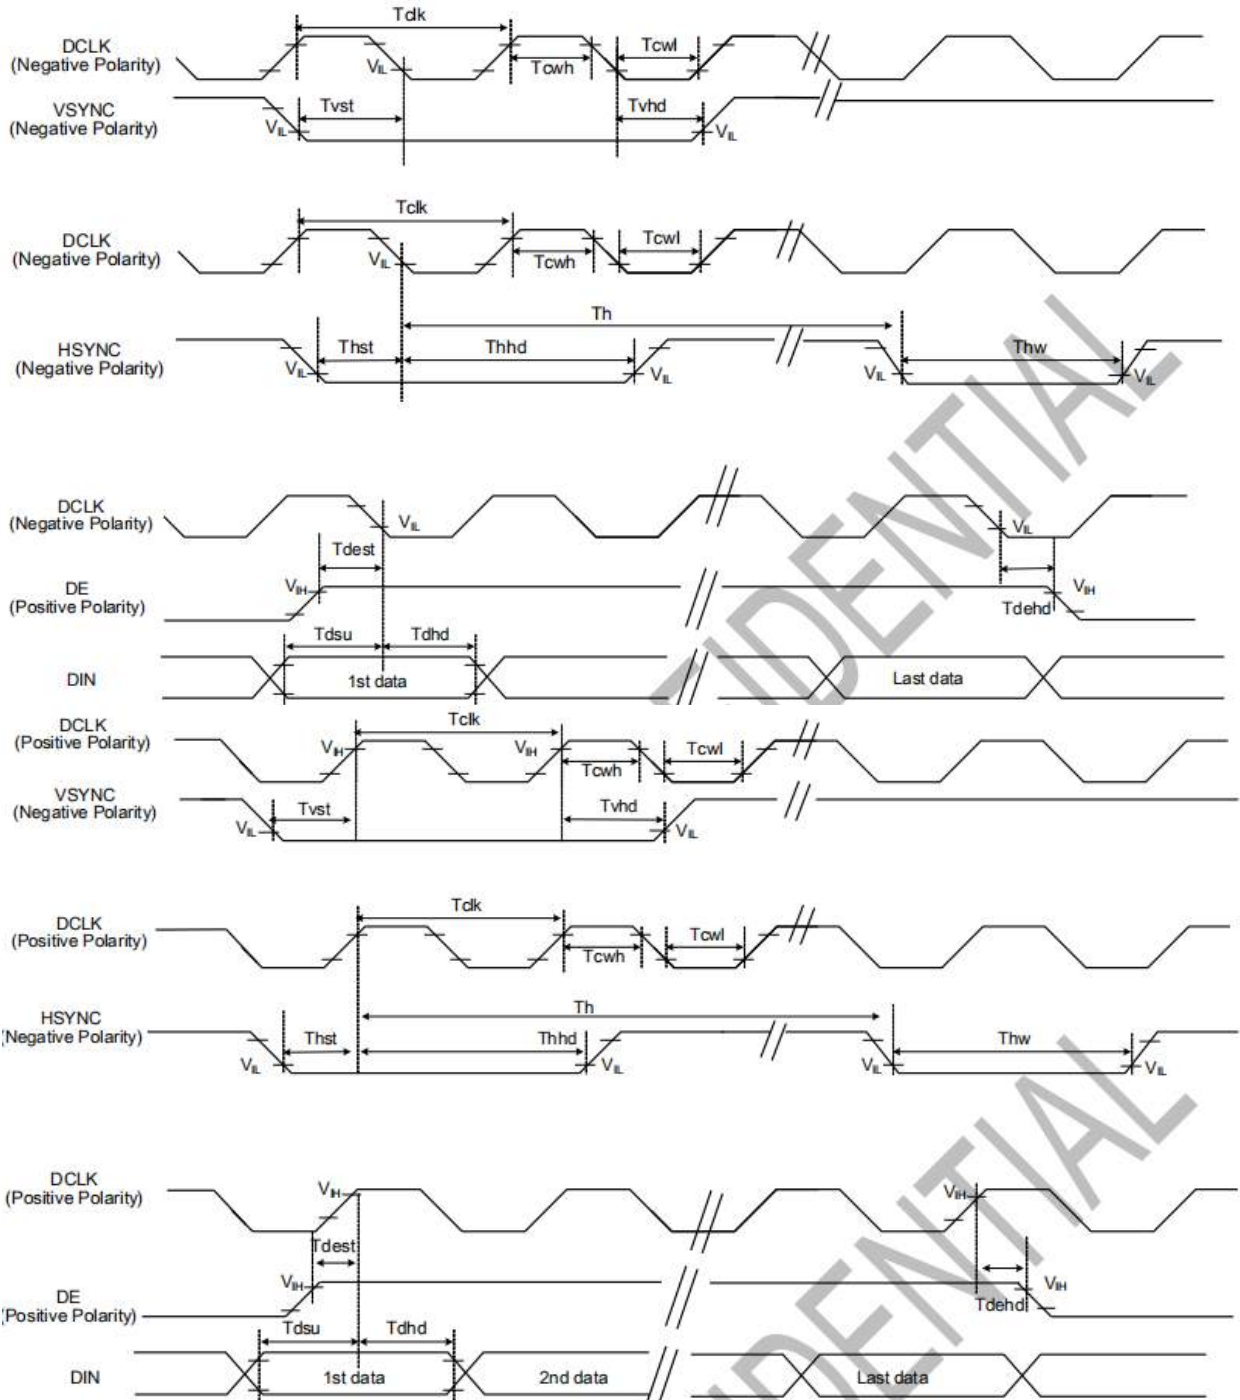 Tclk
DCLK
(Negative Polarity)
VIL
Tcwh
Tcwl
VSYNC
(Negative Polarity)
VIL
Tvst
Tvhd
VIL
Tclk
DCLK
(Negative Polarity)
VIL
Tcwh
Tcwl
Th
HSYNC
(Negative Polarity)
VIL
Thst
Thhd
VIL
VIL
Thw
VIL
DCLK
(Negative Polarity)
VIL
VIL
Tdest
DE
(Positive Polarity)
VIH
VIH
Tdehd
Tdsu
Tdhd
DIN
1st data
Last data
FIDENTIAL
Tclk
DCLK
(Positive Polarity)
VIH
VIH
Tcwh
Tcwl
VSYNC
(Negative Polarity)
VIL
Tvst
Tvhd
VIL
Tclk
DCLK
(Positive Polarity)
Tcwh
Tcwl
Th
HSYNC
(Negative Polarity)
VIL
Thst
Thhd
VIL
VIL
Thw
VIL
DCLK
(Positive Polarity)
VIH
VIH
Tdest
DE
(Positive Polarity)
VIH
VIH
Tdehd
Tdsu
Tdhd
DIN
1st data
2nd data
Last data
IDENTIAL